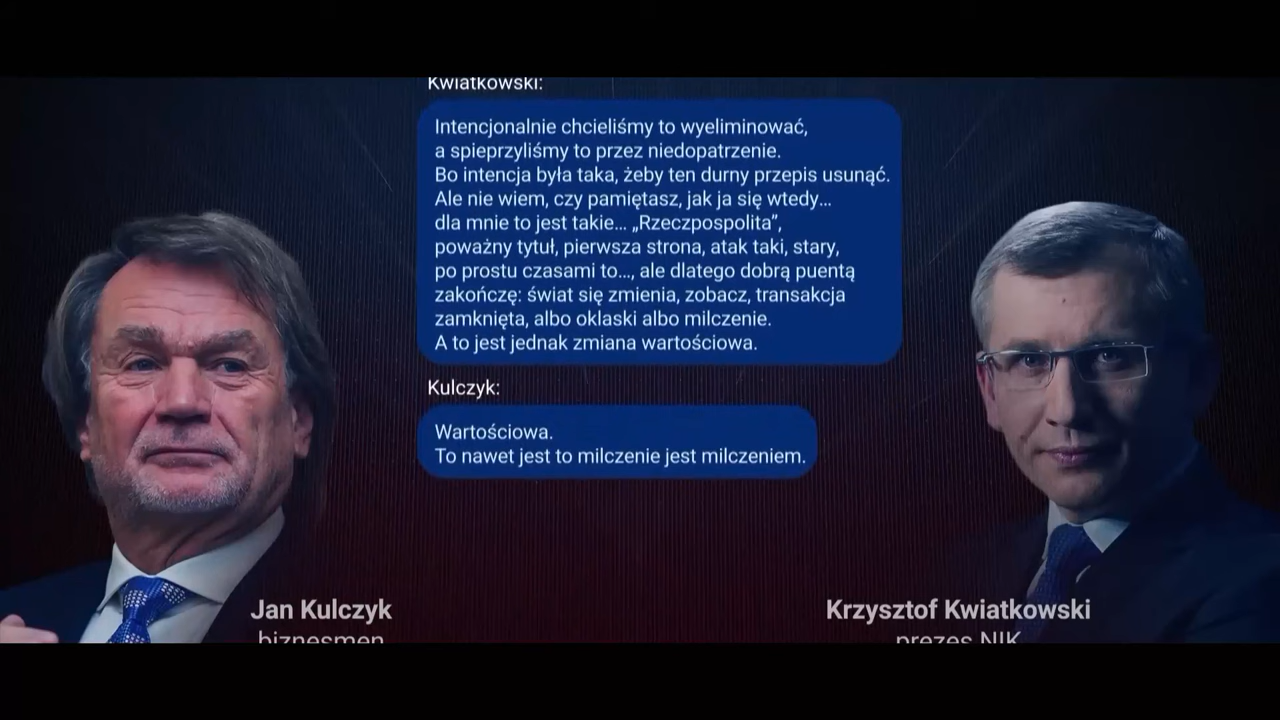 Kwiatkowski:
Intencjonalnie chcieliśmy to wyeliminować,
a spieprzyliśmy to przez niedopatrzenie.
Bo intencja była taka, żeby ten durny przepis usunąć.
Ale nie wiem, czy pamiętasz, jak ja się wtedy...
dla mnie to jest takie... „Rzeczpospolita”,
poważny tytuł, pierwsza strona, atak taki, stary,
po prostu czasami to..., ale dlatego dobrą puentą
zakończę: świat się zmienia, zobacz, transakcja
zamknięta, albo oklaski albo milczenie.
A to jest jednak zmiana wartościowa.
Kulczyk:
Wartościowa.
To nawet jest to milczenie jest milczeniem.
Jan Kulczyk
biznesmen
Krzysztof Kwiatkowski
prezes NIK